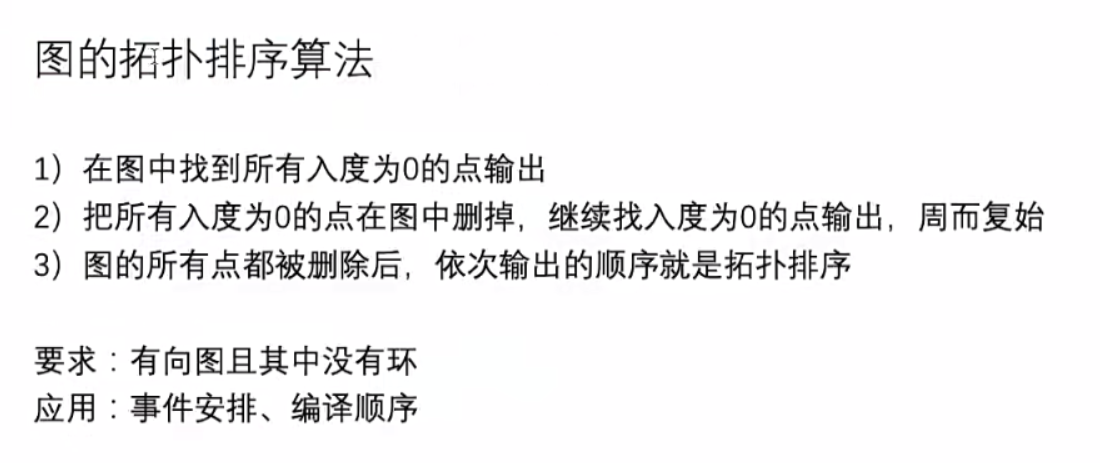 图的拓扑排序算法
1）在图中找到所有入度为0的点输出
2）把所有入度为0的点在图中删掉，继续找入度为0的点输出，周而复始
3）图的所有点都被删除后，依次输出的顺序就是拓扑排序
要求：有向图且其中没有环
应用：事件安排、编译顺序